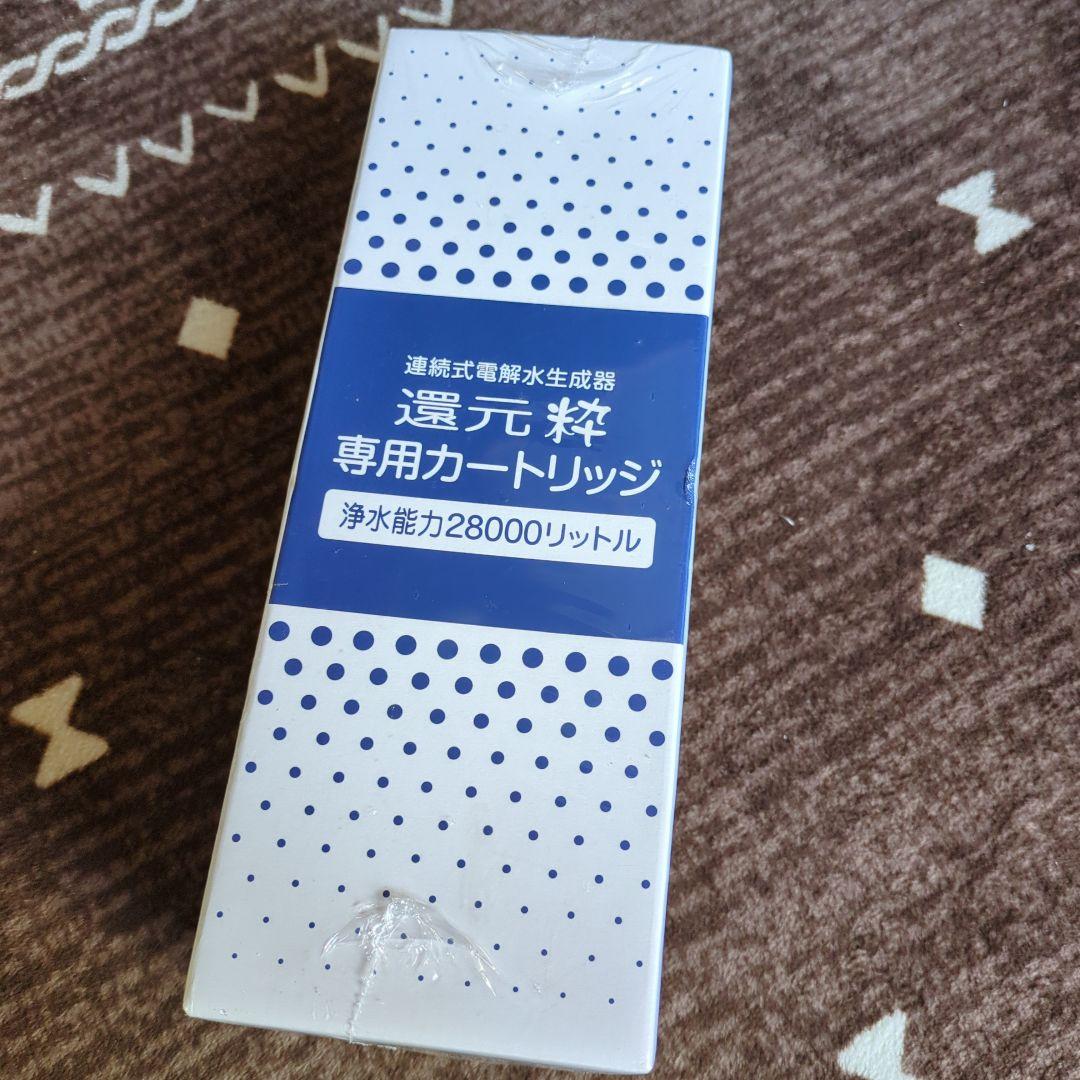 連続式電解水生成器
還元粋
専用カートリッジ
浄水能力28000リットル